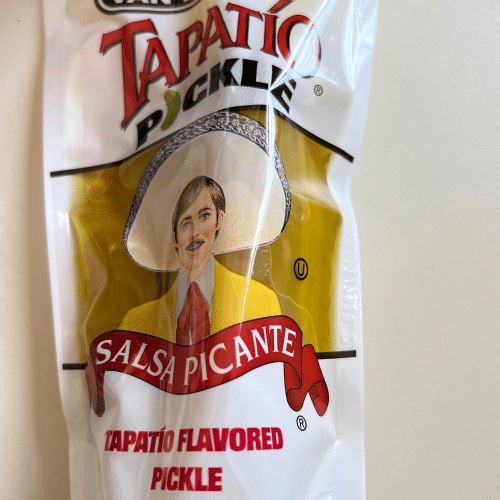 TAPATÍO
PICKLE
®
U
SALSA PICANTE
®
TAPATÍO FLAVORED
PICKLE